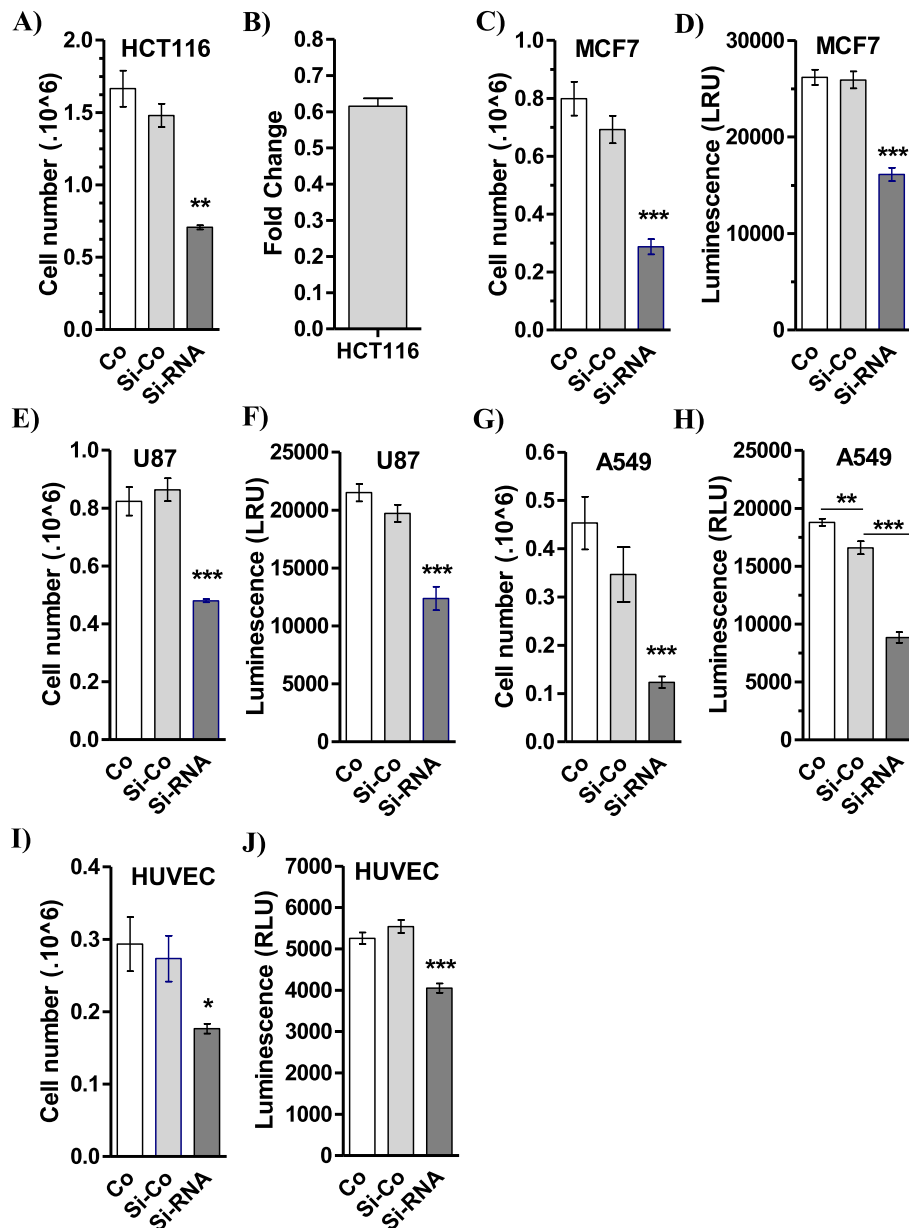 A)
HCT116
Cell number (.10^6)
2.0
1.5
1.0
0.5
0.0
**
Co
Si-Co
Si-RNA
B)
Fold Change
0.8
0.7
0.6
0.5
0.4
0.3
0.2
0.1
0.0
HCT116
C)
MCF7
Cell number (.10^6)
1.0
0.8
0.6
0.4
0.2
0.0
***
Co
Si-Co
Si-RNA
D)
MCF7
Luminescence (LRU)
30000
20000
10000
0
***
Co
Si-Co
Si-RNA
E)
U87
Cell number (.10^6)
1.0
0.8
0.6
0.4
0.2
0.0
***
Co
Si-Co
Si-RNA
F)
U87
Luminescence (LRU)
25000
20000
15000
10000
5000
0
***
Co
Si-Co
Si-RNA
G)
A549
Cell number (.10^6)
0.6
0.5
0.4
0.3
0.2
0.1
0.0
***
Co
Si-Co
Si-RNA
H)
A549
Luminescence (RLU)
25000
20000
15000
10000
5000
0
**
***
Co
Si-Co
Si-RNA
I)
HUVEC
Cell number (.10^6)
0.4
0.3
0.2
0.1
0.0
*
Co
Si-Co
Si-RNA
J)
HUVEC
Luminescence (RLU)
7000
6000
5000
4000
3000
2000
1000
0
***
Co
Si-Co
Si-RNA